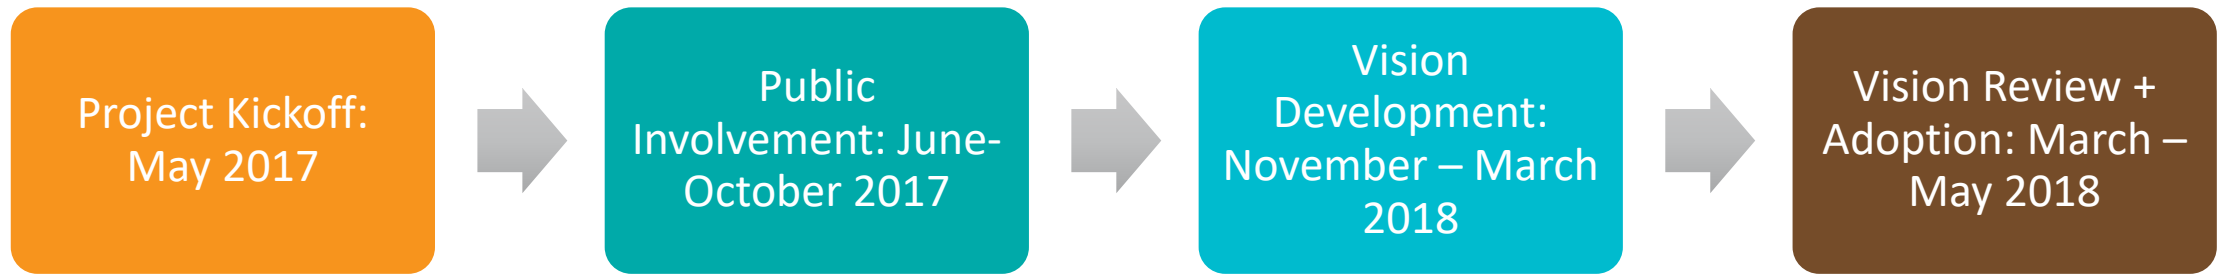 Project Kickoff:
May 2017
Public
Involvement: June-
October 2017
Vision
Development:
November – March
2018
Vision Review +
Adoption: March –
May 2018